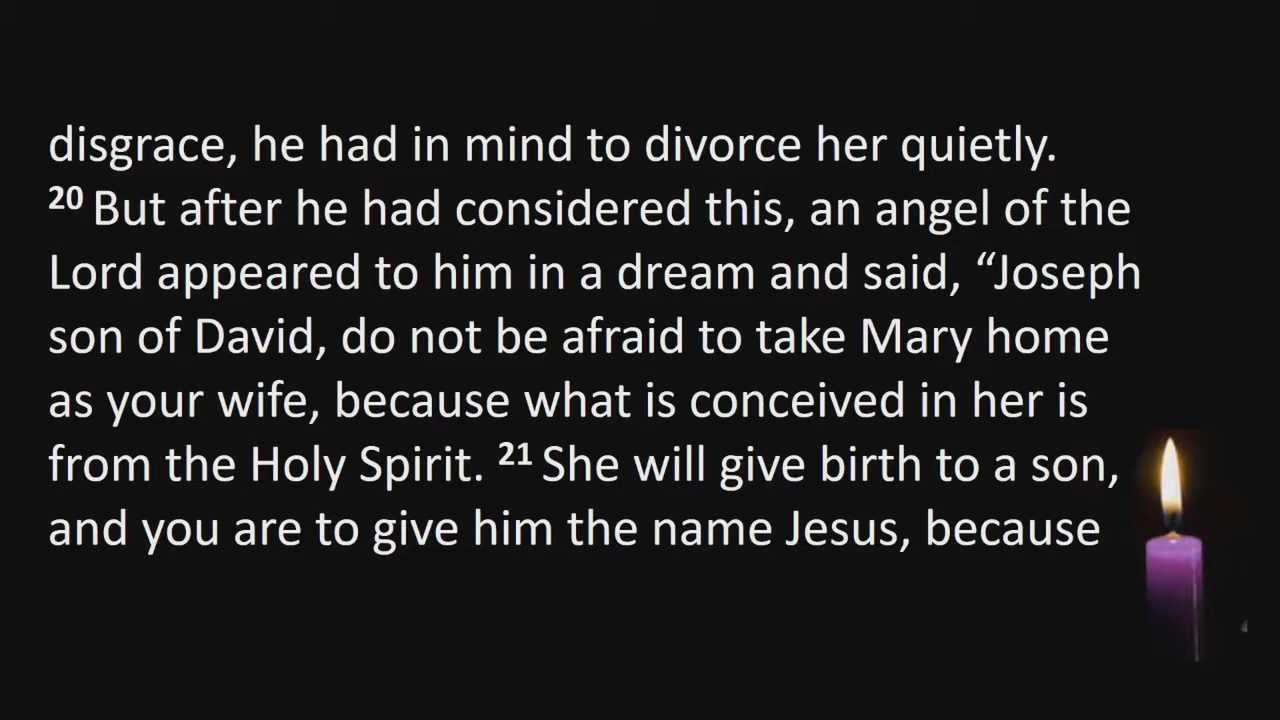 disgrace, he had in mind to divorce her quietly.
20 But after he had considered this, an angel of the
Lord appeared to him in a dream and said, “Joseph
son of David, do not be afraid to take Mary home
as your wife, because what is conceived in her is
from the Holy Spirit. 21 She will give birth to a son,
and you are to give him the name Jesus, because